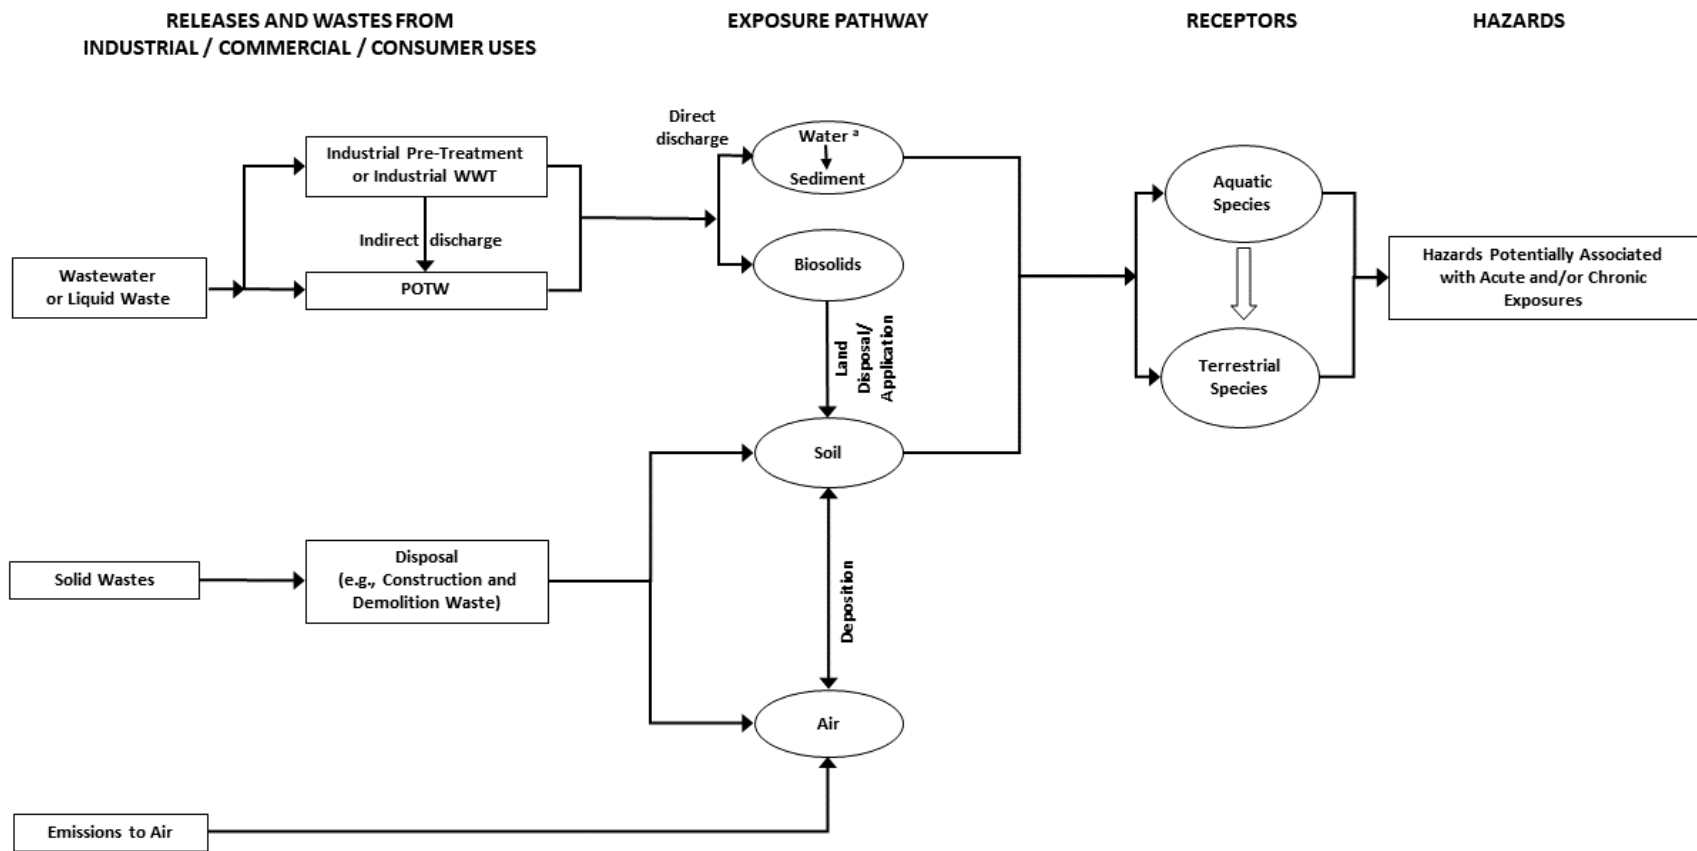 RELEASES AND WASTES FROM
INDUSTRIAL / COMMERCIAL / CONSUMER USES
EXPOSURE PATHWAY
RECEPTORS
HAZARDS
Wastewater
or Liquid Waste
Industrial Pre-Treatment
or Industrial WWT
Indirect discharge
POTW
Direct
discharge
Water ᵃ
Sediment
Biosolids
Land
Disposal/
Application
Soil
Aquatic
Species
Terrestrial
Species
Hazards Potentially Associated
with Acute and/or Chronic
Exposures
Solid Wastes
Disposal
(e.g., Construction and
Demolition Waste)
Deposition
Air
Emissions to Air